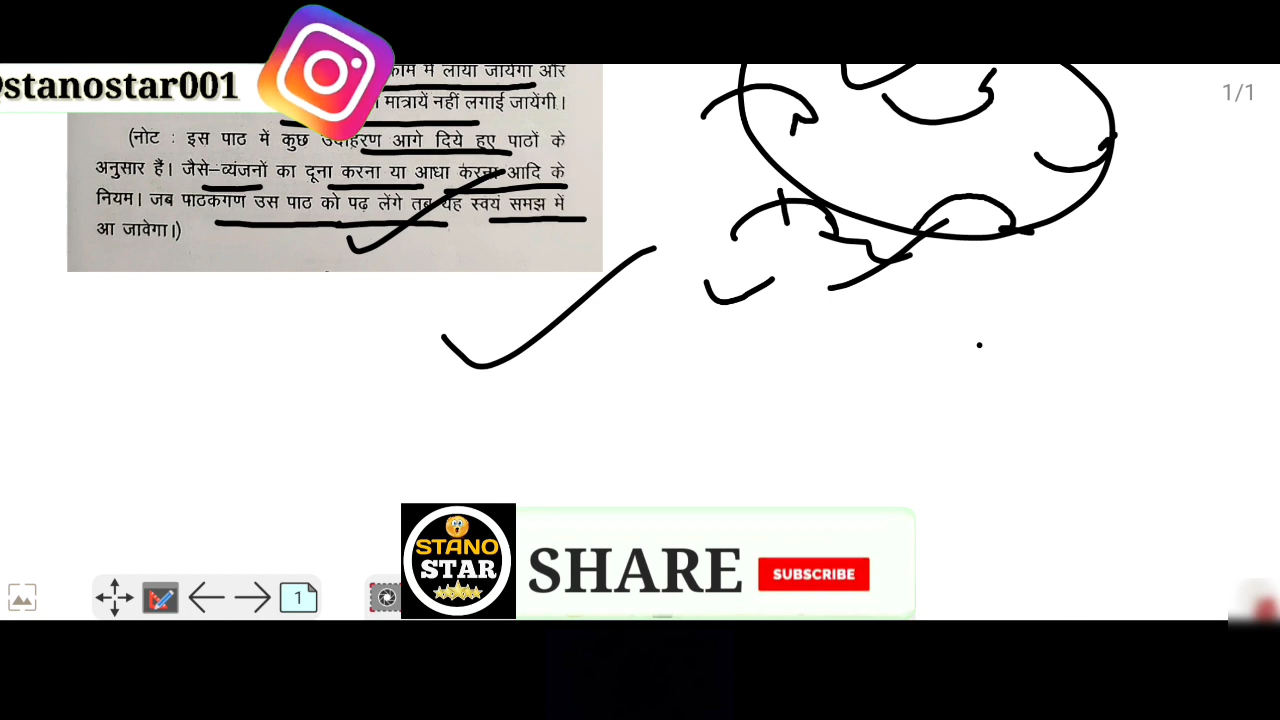 @stanostar001
काम में लाया जायेगा और
मात्रायें नहीं लगाई जायेंगी।
(नोट : इस पाठ में कुछ उदाहरण आगे दिये हुए पाठों के
अनुसार हैं। जैसे–व्यंजनों का दूना करना या आधा करना आदि के
नियम। जब पाठकगण उस पाठ को पढ़ लेंगे तब यह स्वयं समझ में
आ जावेगा।)
1/1
1
STANO
STAR
SHARE
SUBSCRIBE